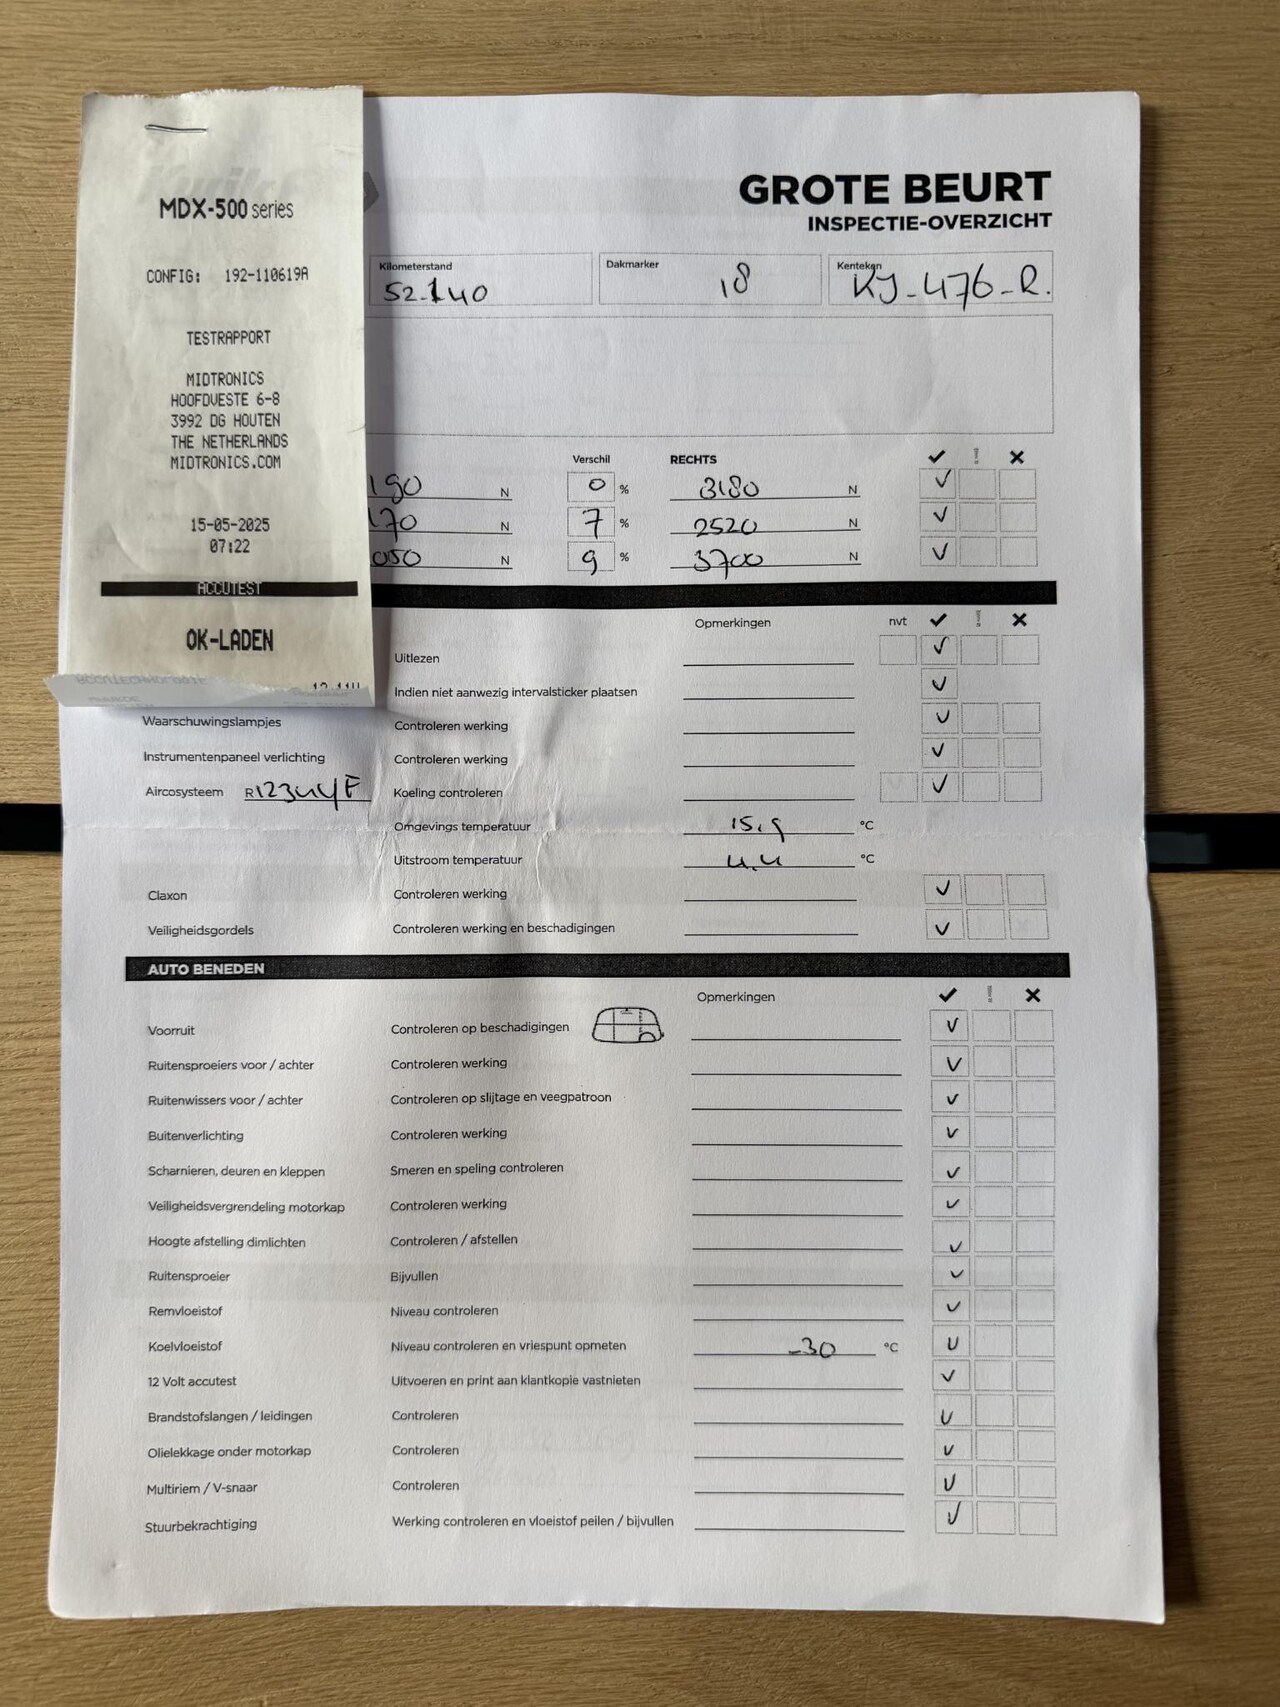 MDX-500 series
CONFIG: 192-110619A
TESTRAPPORT
MIDTRONICS
HOOFDVESTE 6-8
3992 DG HOUTEN
THE NETHERLANDS
MIDTRONICS.COM
15-05-2025
07:22
ACCUTEST
OK-LADEN
GROTE BEURT
INSPECTIE-OVERZICHT
Kilometerstand 52.140
Dakmarker 18
Kenteken KJ-476-R.
Verschil RECHTS
190 N 0 % 3180 N
170 N 7 % 2520 N
050 N 9 % 3700 N
Opmerkingen nvt
Uitlezen
Indien niet aanwezig intervalsticker plaatsen
Waarschuwingslampjes Controleren werking
Instrumentenpaneel verlichting Controleren werking
Aircosysteem R1234YF Koeling controleren
Omgevings temperatuur 15,9 °C
Uitstroom temperatuur 4,4 °C
Claxon Controleren werking
Veiligheidsgordels Controleren werking en beschadigingen
AUTO BENEDEN
Opmerkingen
Voorruit Controleren op beschadigingen
Ruitensproeiers voor / achter Controleren werking
Ruitenwissers voor / achter Controleren op slijtage en veegpatroon
Buitenverlichting Controleren werking
Scharnieren, deuren en kleppen Smeren en speling controleren
Veiligheidsvergrendeling motorkap Controleren werking
Hoogte afstelling dimlichten Controleren / afstellen
Ruitensproeier Bijvullen
Remvloeistof Niveau controleren
Koelvloeistof Niveau controleren en vriespunt opmeten -30 °C
12 Volt accutest Uitvoeren en print aan klantkopie vastnieten
Brandstofslangen / leidingen Controleren
Olielekkage onder motorkap Controleren
Multiriem / V-snaar Controleren
Stuurbekrachtiging Werking controleren en vloeistof peilen / bijvullen